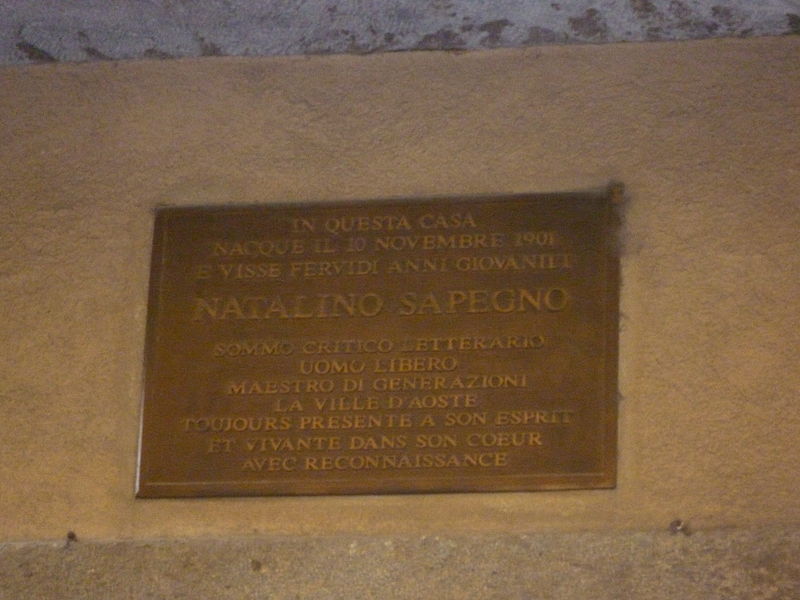 IN QUESTA CASA
NACQUE IL 10 NOVEMBRE 1901
E VISSE FERVIDI ANNI GIOVANILI
NATALINO SAPEGNO
SOMMO CRITICO LETTERARIO
UOMO LIBERO
MAESTRO DI GENERAZIONI
LA VILLE D'AOSTE
TOUJOURS PRESENTE A SON ESPRIT
ET VIVANTE DANS SON COEUR
AVEC RECONNAISSANCE